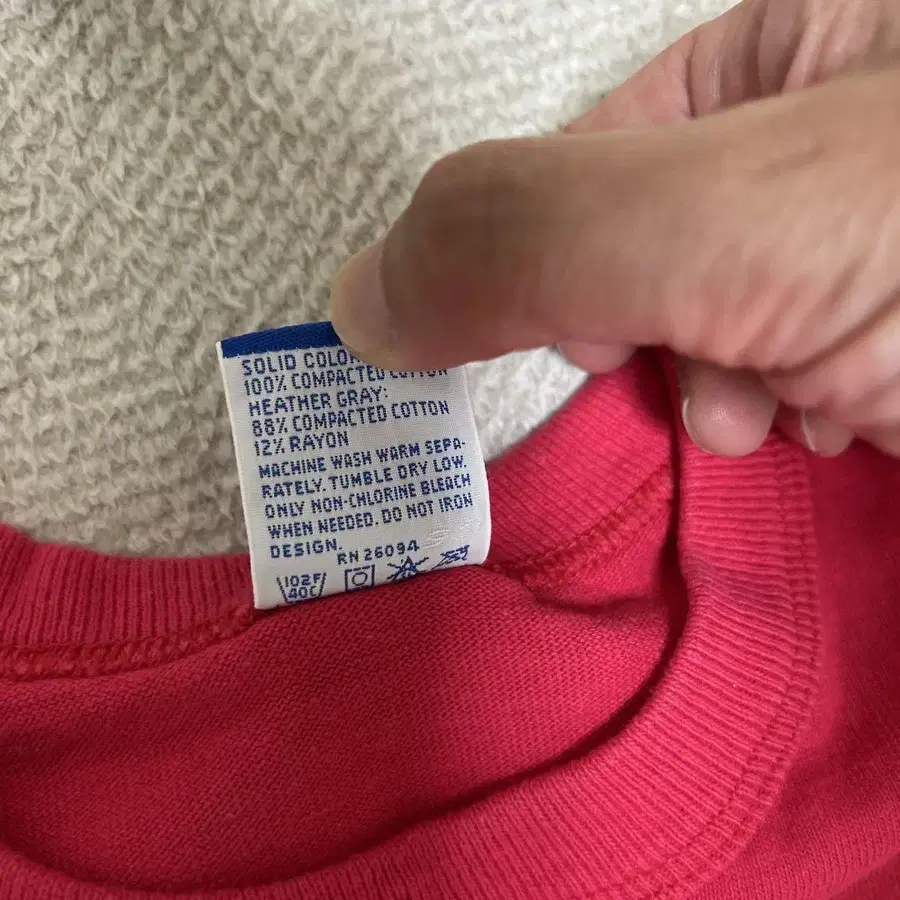 SOLID COLOR
100% COMPACTED COTTON
HEATHER GRAY:
88% COMPACTED COTTON
12% RAYON
MACHINE WASH WARM SEPA-
RATELY. TUMBLE DRY LOW.
ONLY NON-CHLORINE BLEACH
WHEN NEEDED. DO NOT IRON
DESIGN.
RN 26094
102F
40C